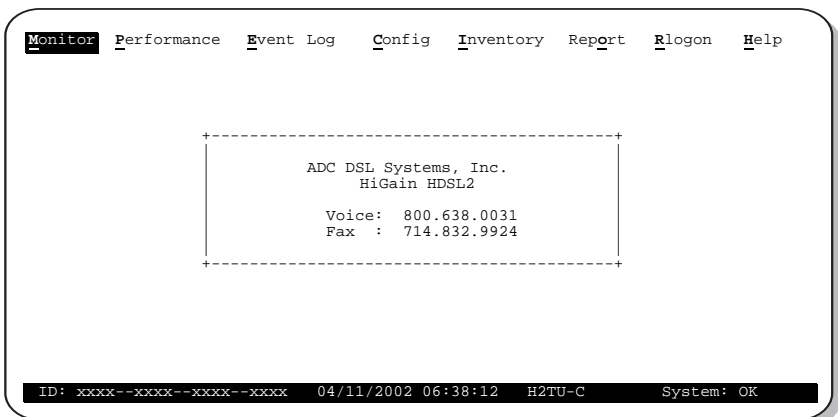 Monitor Performance Event Log Config Inventory Report Rlogon Help
ADC DSL Systems, Inc.
HiGain HDSL2
Voice: 800.638.0031
Fax : 714.832.9924
ID: xxxx--xxxx--xxxx--xxxx 04/11/2002 06:38:12 H2TU-C System: OK